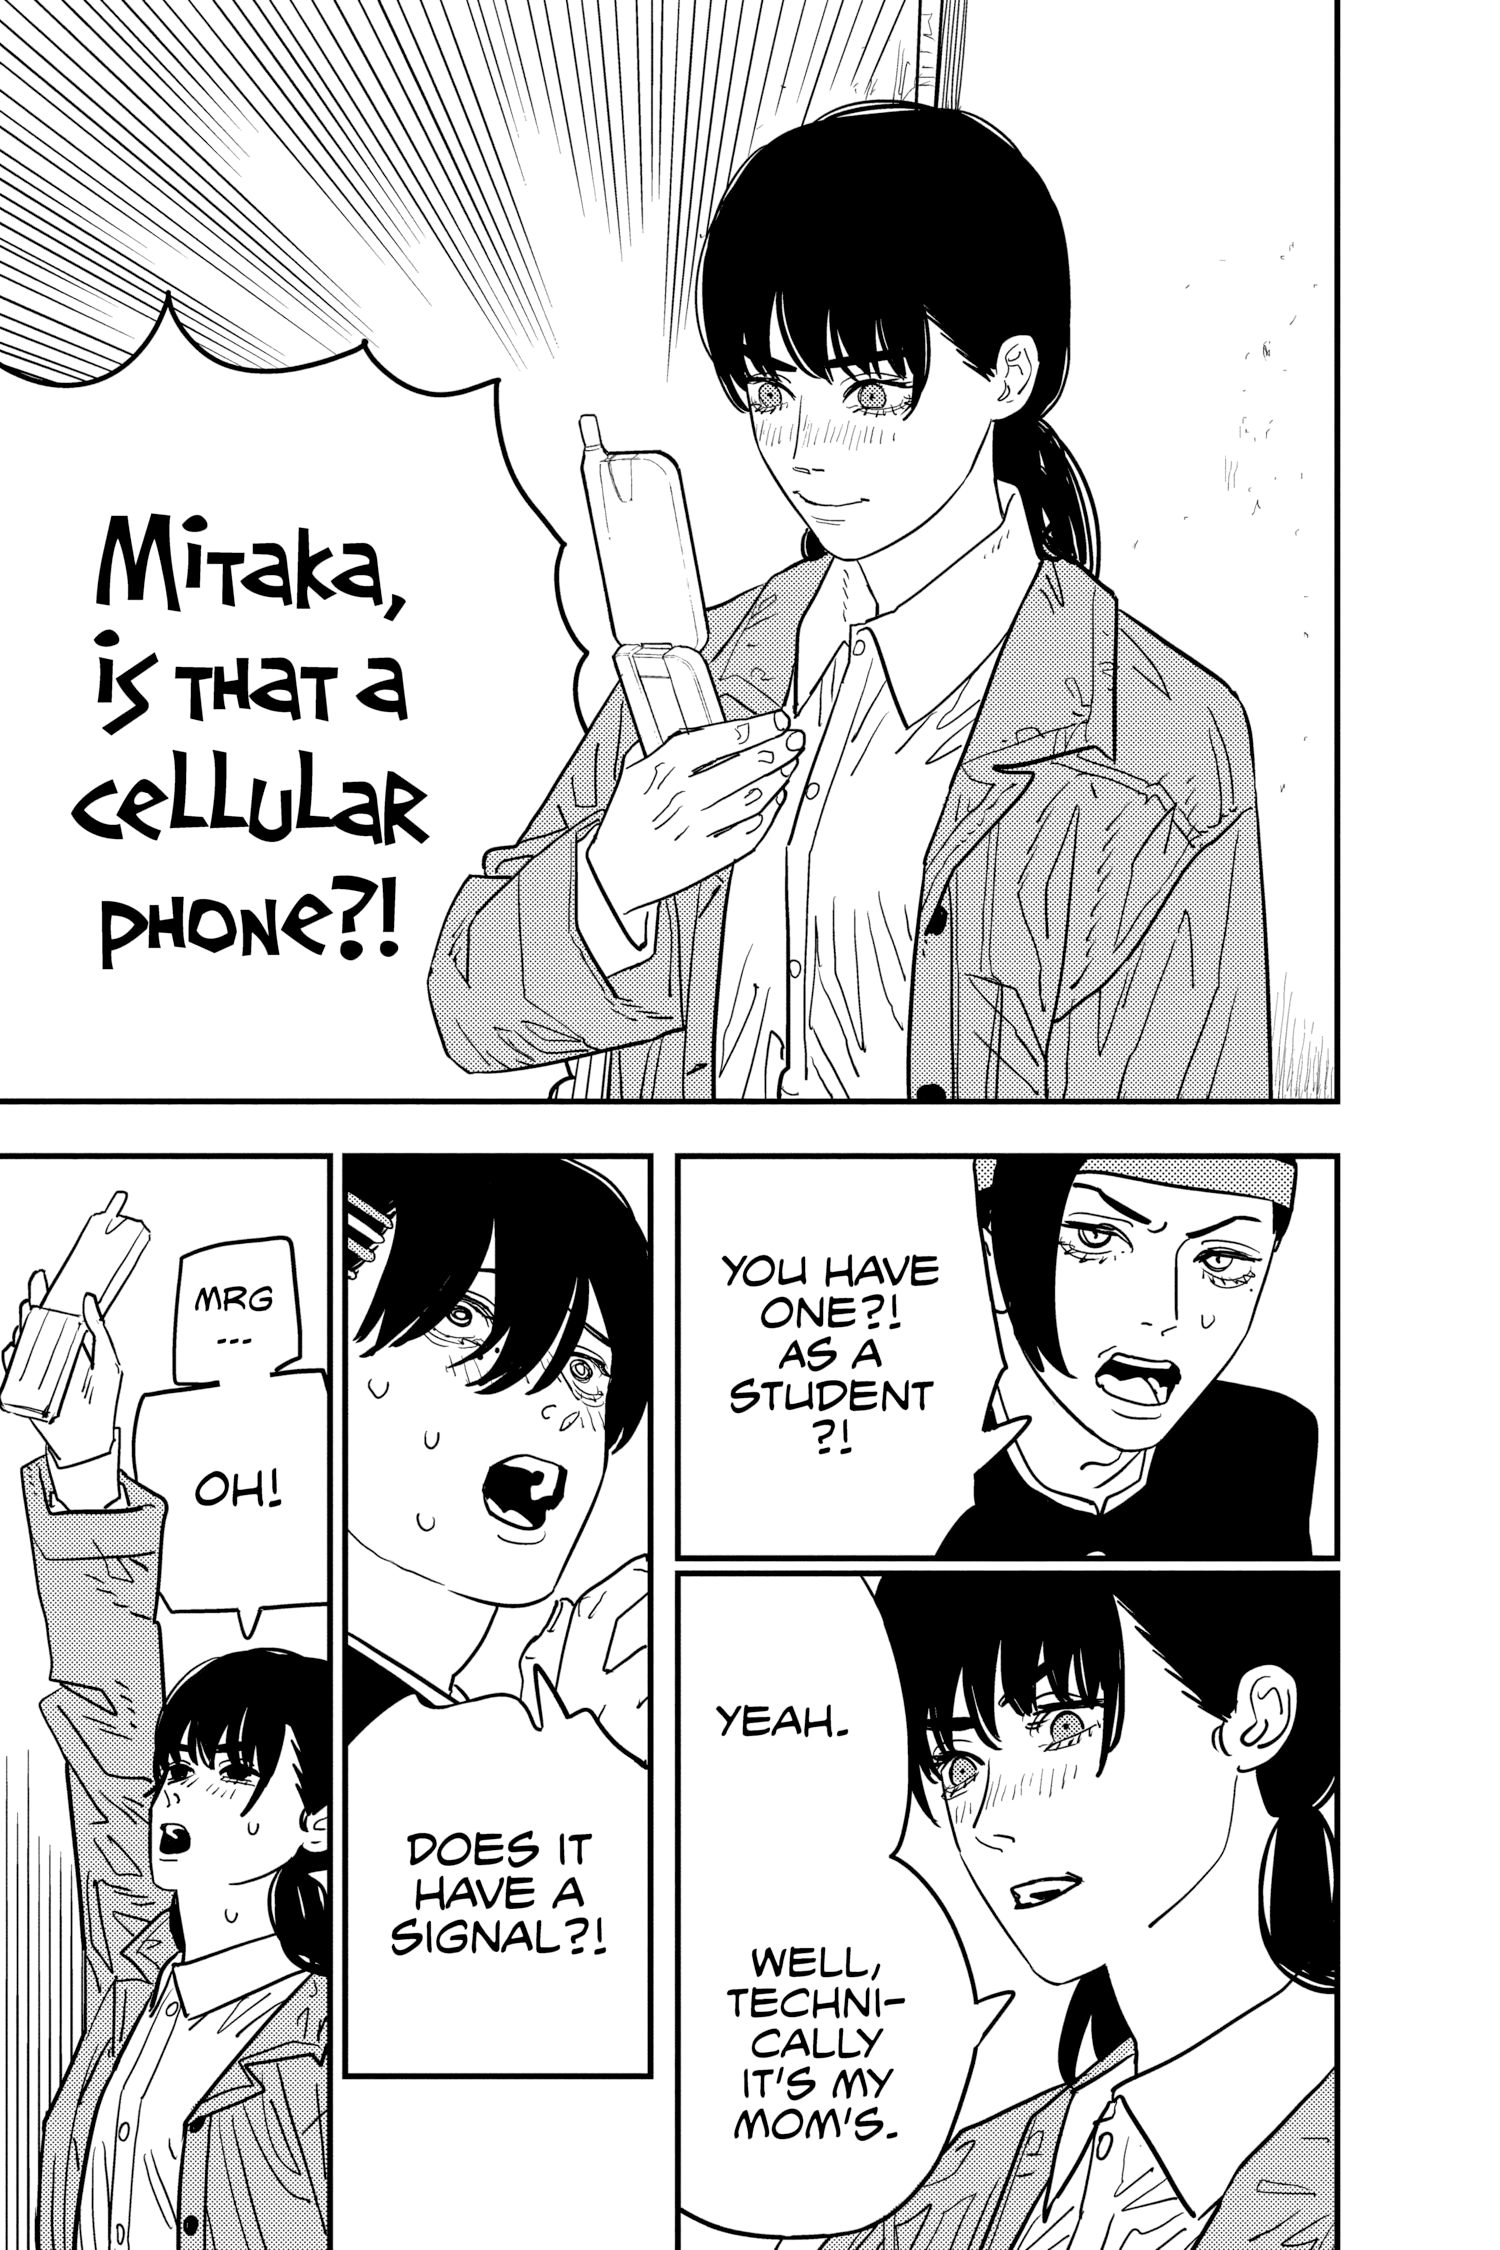 Mitaka,
is that a
cellular
phone?!
YOU HAVE
ONE?!
AS A
STUDENT
?!
YEAH.
WELL,
TECHNI-
CALLY
IT'S MY
MOM'S.
DOES IT
HAVE A
SIGNAL?!
MRG
---
OH!